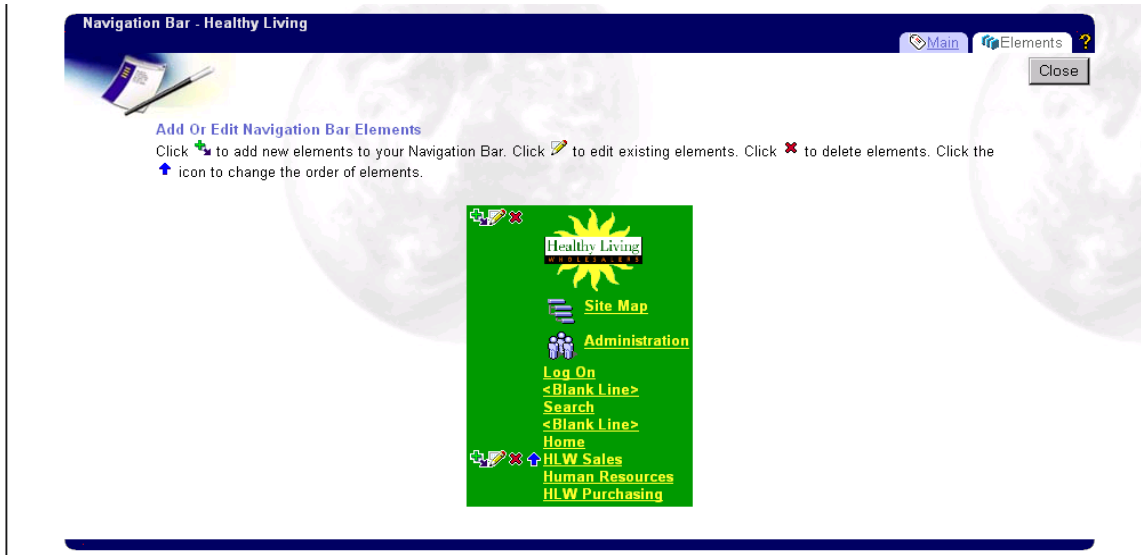 Navigation Bar - Healthy Living
Main
Elements
?
Close
Add Or Edit Navigation Bar Elements
Click to add new elements to your Navigation Bar. Click to edit existing elements. Click to delete elements. Click the
icon to change the order of elements.
Healthy Living
WHOLESALERS
Site Map
Administration
Log On
<Blank Line>
Search
<Blank Line>
Home
HLW Sales
Human Resources
HLW Purchasing